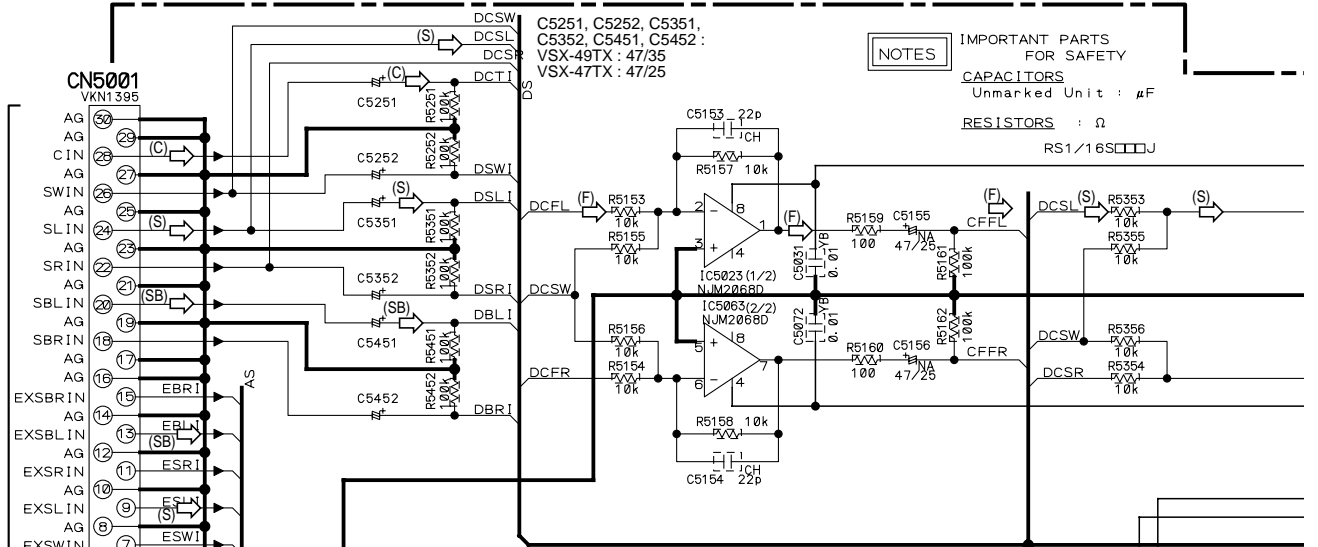 DCSW
DCSL
DCSR
DCTI
(S)
(C)
C5251, C5252, C5351,
C5352, C5451, C5452 :
VSX-49TX : 47/35
VSX-47TX : 47/25
NOTES
IMPORTANT PARTS
FOR SAFETY
CAPACITORS
Unmarked Unit : μF
RESISTORS : Ω
RS1/16S□□□J
CN5001
VKN1395
AG 30
AG 29
CIN 28 (C)
AG 27
SWIN 26
AG 25
SLIN 24 (S)
AG 23
SRIN 22
AG 21
SBLIN 20 (SB)
AG 19
SBRIN 18
AG 17
AG 16
EXSBRIN 15 EBRI
AG 14
EXSBLIN 13 EBLI
(SB)
AG 12
EXSRIN 11 ESRI
AG 10
EXSLIN 9 ESLI
(S)
AG 8
EXSWIN 7 ESWI
AS
DS
C5251
R5251
100k
R5252
100k
C5252
DSWI
(S)
DSLI
C5351
R5351
100k
R5352
100k
C5352
DSRI
(SB)
DBLI
C5451
R5451
100k
R5452
100k
C5452
DBRI
DCFL
(F)
R5153
10k
R5155
10k
DCSW
R5156
10k
R5154
10k
DCFR
C5153 22p
CH
R5157 10k
2 -
8
1
3 +
4
IC5023(1/2)
NJM2068D
IC5063(2/2)
NJM2068D
5 +
8
7
6 -
4
R5158 10k
CH
C5154 22p
(F)
C5031
YB
0.01
C5072
YB
0.01
R5159
100
C5155
NA
47/25
CFFL
R5161
100k
R5162
100k
R5160
100
C5156
NA
47/25
CFFR
(F)
DCSL
(S)
R5353
10k
(S)
R5355
10k
DCSW
R5356
10k
DCSR
R5354
10k